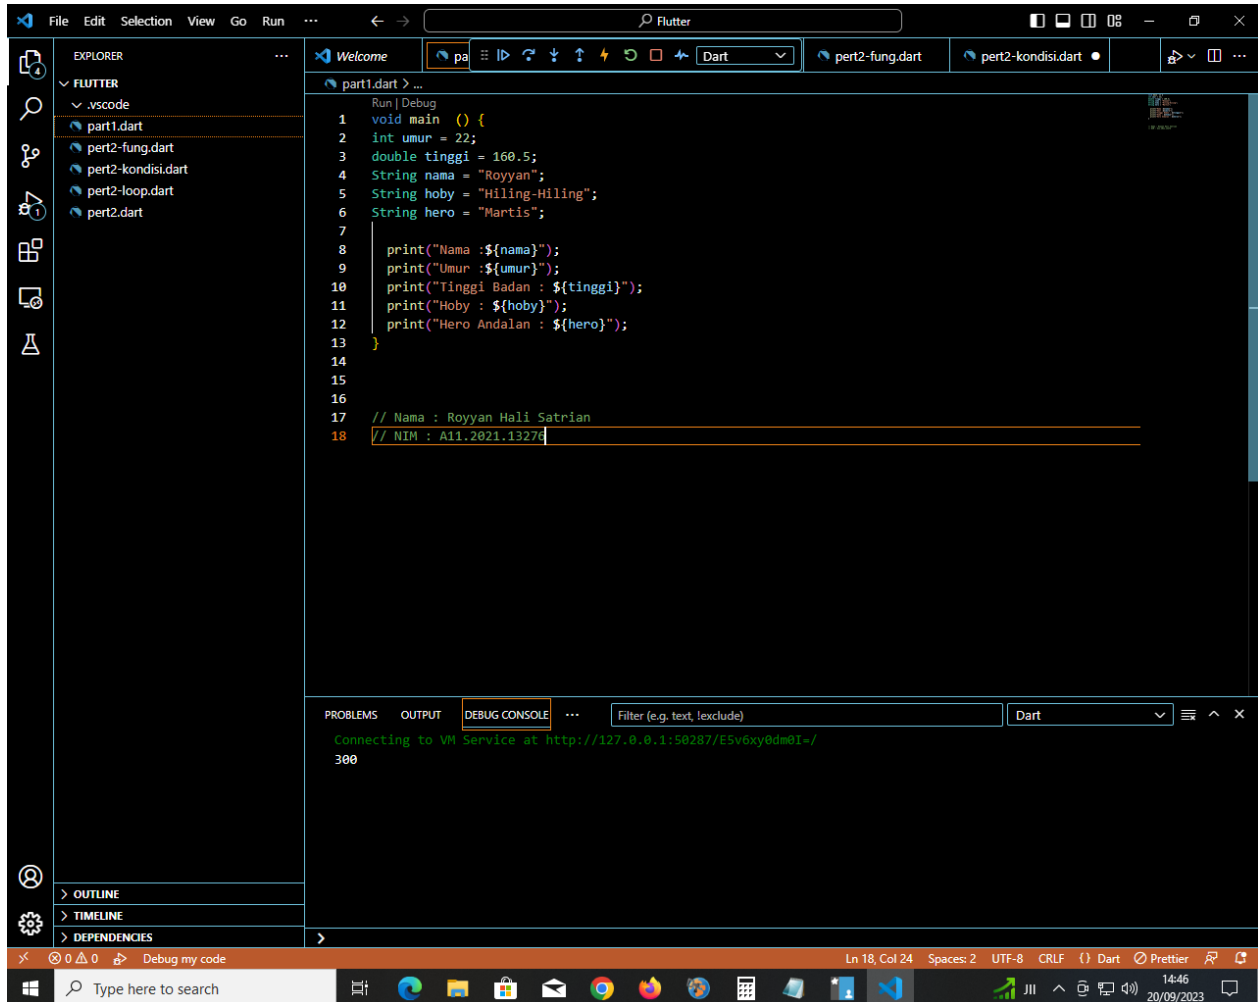 File Edit Selection View Go Run ··· Flutter
EXPLORER ···
FLUTTER
.vscode
part1.dart
pert2-fung.dart
pert2-kondisi.dart
pert2-loop.dart
pert2.dart
Welcome pa Dart pert2-fung.dart pert2-kondisi.dart ···
part1.dart > ...
Run | Debug
1 void main  () {
2 int umur = 22;
3 double tinggi = 160.5;
4 String nama = "Royyan";
5 String hoby = "Hiling-Hiling";
6 String hero = "Martis";
7
8 print("Nama :${nama}");
9 print("Umur :${umur}");
10 print("Tinggi Badan : ${tinggi}");
11 print("Hoby : ${hoby}");
12 print("Hero Andalan : ${hero}");
13 }
14
15
16
17 // Nama : Royyan Hali Satrian
18 // NIM : A11.2021.13276
PROBLEMS OUTPUT DEBUG CONSOLE ··· Filter (e.g. text, !exclude) Dart
Connecting to VM Service at http://127.0.0.1:50287/E5v6xy0dm0I=/
300
>
4
1
OUTLINE
TIMELINE
DEPENDENCIES
0 0 Debug my code Ln 18, Col 24 Spaces: 2 UTF-8 CRLF {} Dart Prettier
Type here to search
14:46
20/09/2023